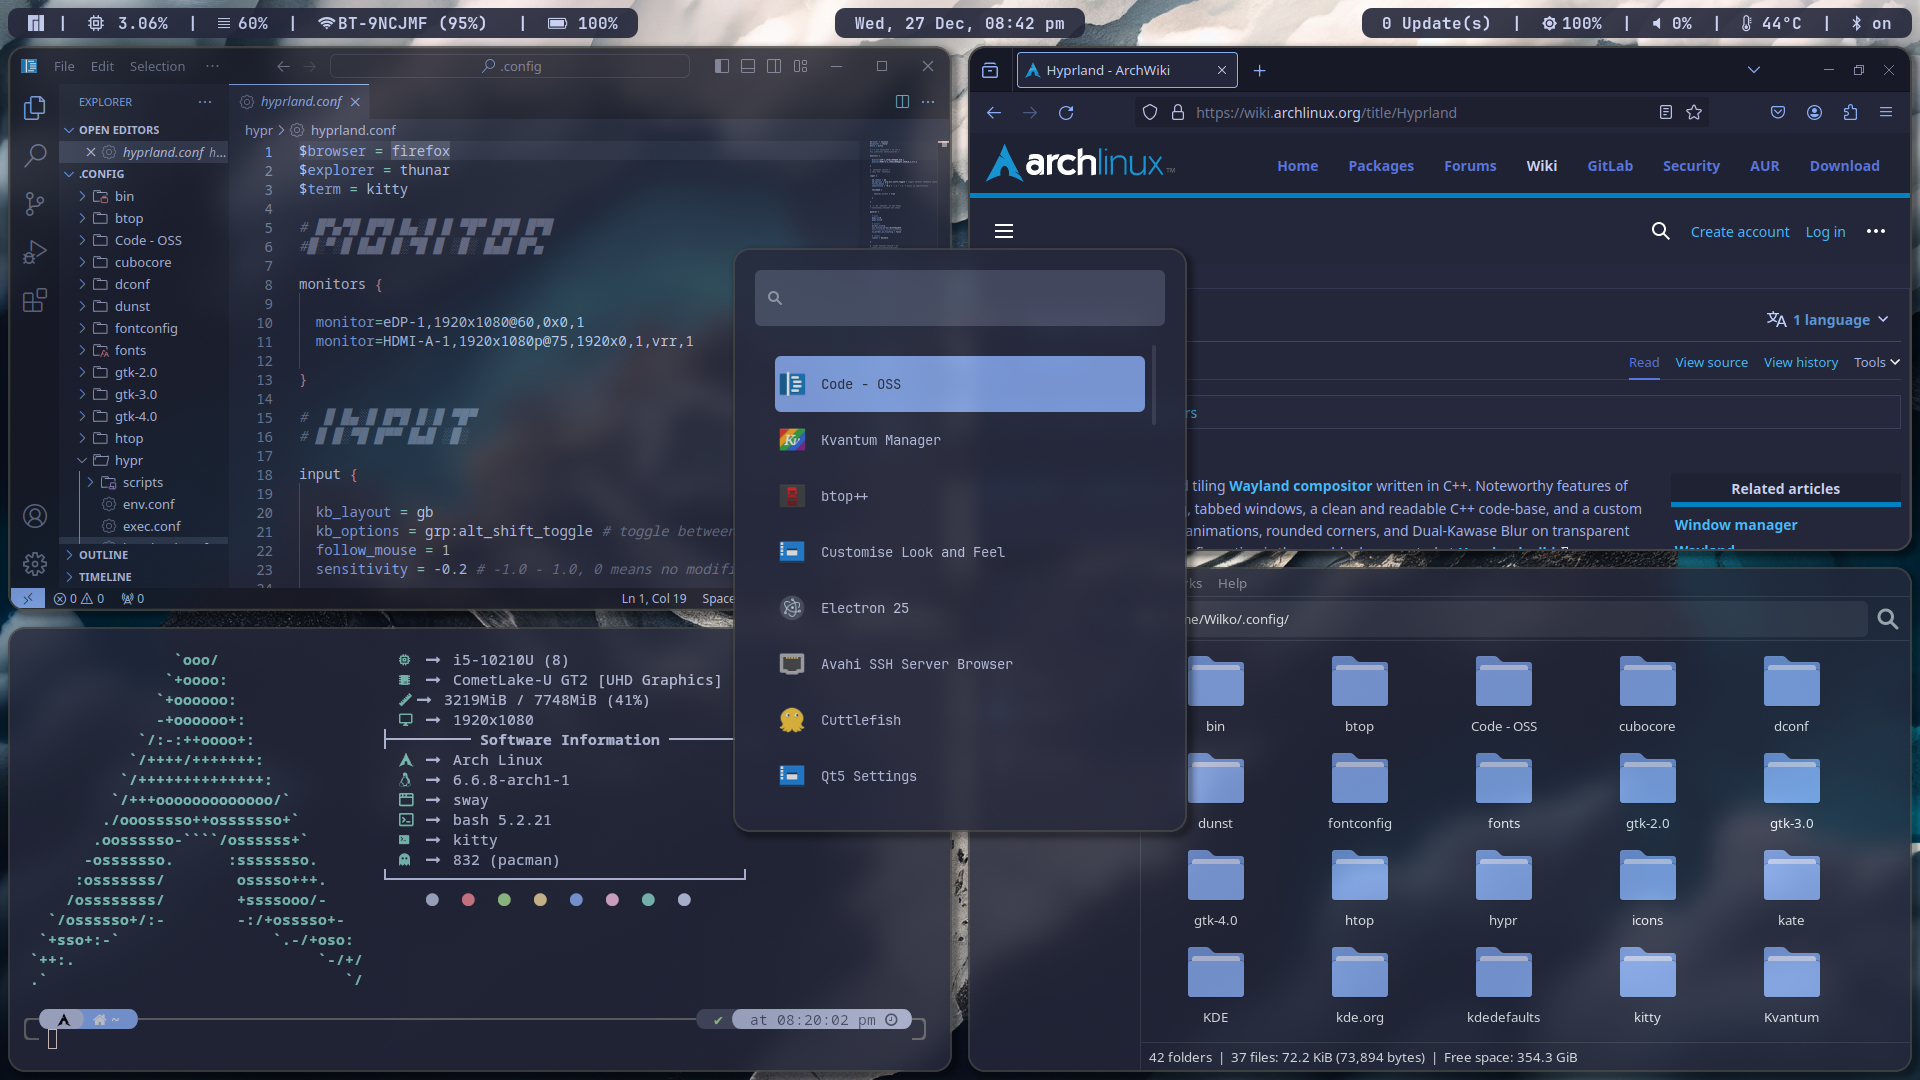 3.06% | 60% | BT-9NCJMF (95%) | 100%
Wed, 27 Dec, 08:42 pm
0 Update(s) | 100% | 0% | 44°C | on
File Edit Selection ···
.config
EXPLORER ···
OPEN EDITORS
hyprland.conf h...
.CONFIG
bin
btop
Code - OSS
cubocore
dconf
dunst
fontconfig
fonts
gtk-2.0
gtk-3.0
gtk-4.0
htop
hypr
scripts
env.conf
exec.conf
OUTLINE
TIMELINE
0 0 0
hyprland.conf
hypr > hyprland.conf
1 $browser = firefox
2 $explorer = thunar
3 $term = kitty
4
5 #
6 #
7
8 monitors {
9
10 monitor=eDP-1,1920x1080@60,0x0,1
11 monitor=HDMI-A-1,1920x1080p@75,1920x0,1,vrr,1
12
13 }
14
15 #
16 #
17
18 input {
19
20 kb_layout = gb
21 kb_options = grp:alt_shift_toggle # toggle between
22 follow_mouse = 1
23 sensitivity = -0.2 # -1.0 - 1.0, 0 means no modifi
24
Ln 1, Col 19 Space
Hyprland - ArchWiki
https://wiki.archlinux.org/title/Hyprland
archlinux™
Home Packages Forums Wiki GitLab Security AUR Download
Create account Log in
1 language
Read View source View history Tools
rs
tiling Wayland compositor written in C++. Noteworthy features of
, tabbed windows, a clean and readable C++ code-base, and a custom
animations, rounded corners, and Dual-Kawase Blur on transparent
Related articles
Window manager
Wayland
Code - OSS
Kvantum Manager
btop++
Customise Look and Feel
Electron 25
Avahi SSH Server Browser
Cuttlefish
Qt5 Settings
`ooo/
`+oooo:
`+oooooo:
-+oooooo+:
`/:-:++oooo+:
`/++++/+++++++:
`/++++++++++++++:
`/+++ooooooooooooo/`
./ooosssso++osssssso+`
.oossssso-````/ossssss+`
-osssssso. :ssssssso.
:osssssss/ osssso+++.
/ossssssss/ +ssssooo/-
`/ossssso+/:- -:/+osssso+-
`+sso+:-` `.-/+oso:
`++:. `-/+/
.` `/
→ i5-10210U (8)
→ CometLake-U GT2 [UHD Graphics]
→ 3219MiB / 7748MiB (41%)
→ 1920x1080
Software Information
→ Arch Linux
→ 6.6.8-arch1-1
→ sway
→ bash 5.2.21
→ kitty
→ 832 (pacman)
~
✔ at 08:20:02 pm
rks Help
me/Wilko/.config/
bin btop Code - OSS cubocore dconf
dunst fontconfig fonts gtk-2.0 gtk-3.0
gtk-4.0 htop hypr icons kate
KDE kde.org kdedefaults kitty Kvantum
42 folders | 37 files: 72.2 KiB (73,894 bytes) | Free space: 354.3 GiB